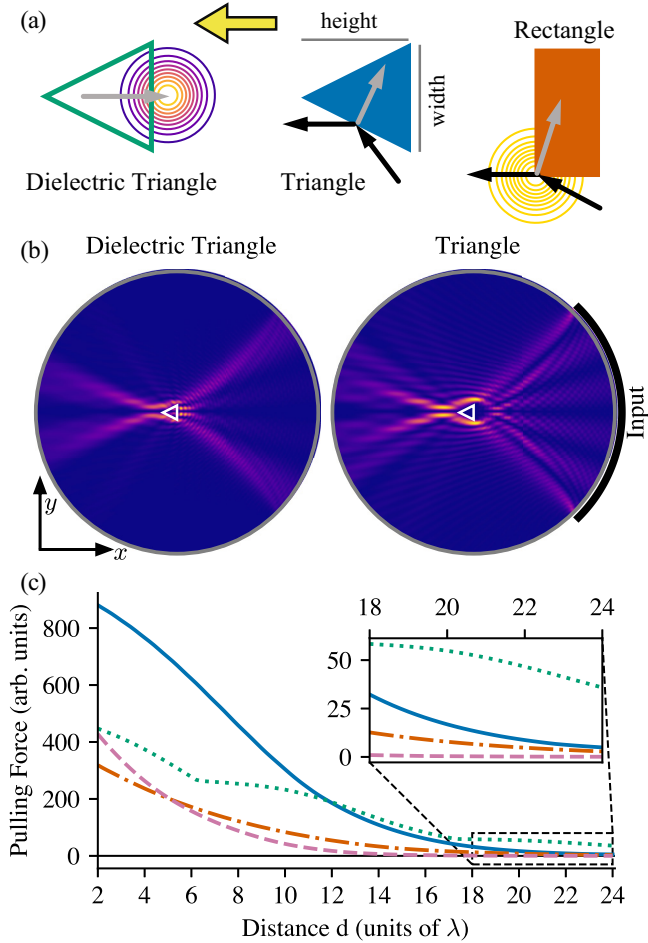 (a)
height
Rectangle
width
Dielectric Triangle
Triangle
(b)
Dielectric Triangle
Triangle
Input
y
x
(c)
18 20 22 24
50
25
0
Pulling Force (arb. units)
800
600
400
200
0
2 4 6 8 10 12 14 16 18 20 22 24
Distance d (units of λ)